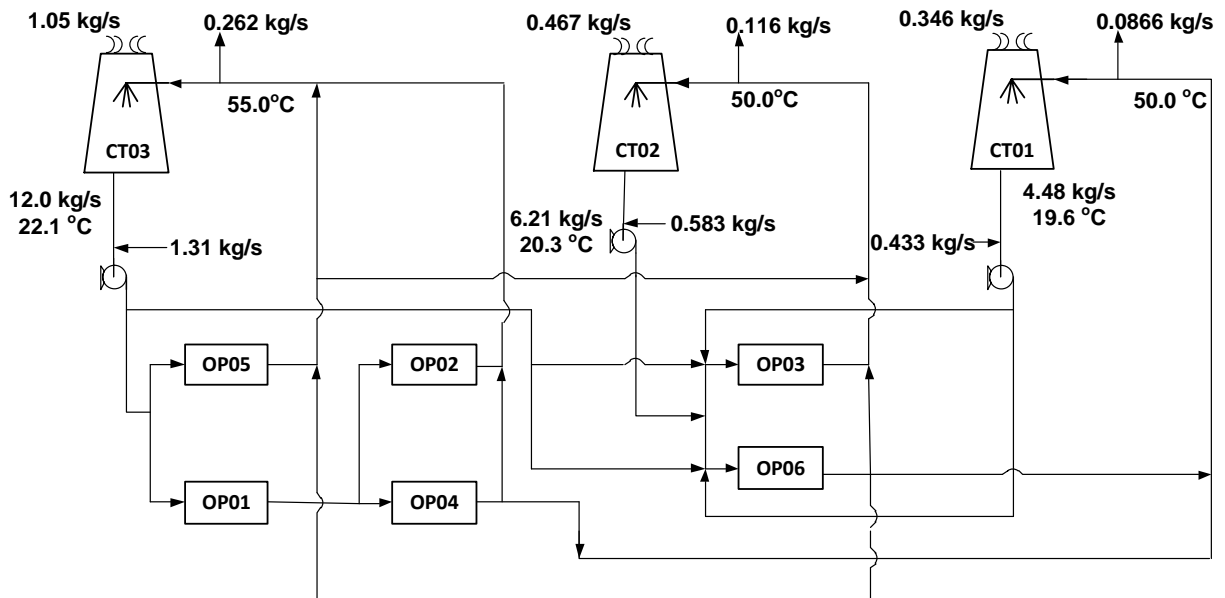 1.05 kg/s
0.262 kg/s
0.467 kg/s
0.116 kg/s
0.346 kg/s
0.0866 kg/s
55.0°C
50.0°C
50.0 °C
CT03
CT02
CT01
12.0 kg/s
22.1 °C
1.31 kg/s
6.21 kg/s
20.3 °C
0.583 kg/s
4.48 kg/s
19.6 °C
0.433 kg/s
OP05
OP02
OP03
OP06
OP01
OP04